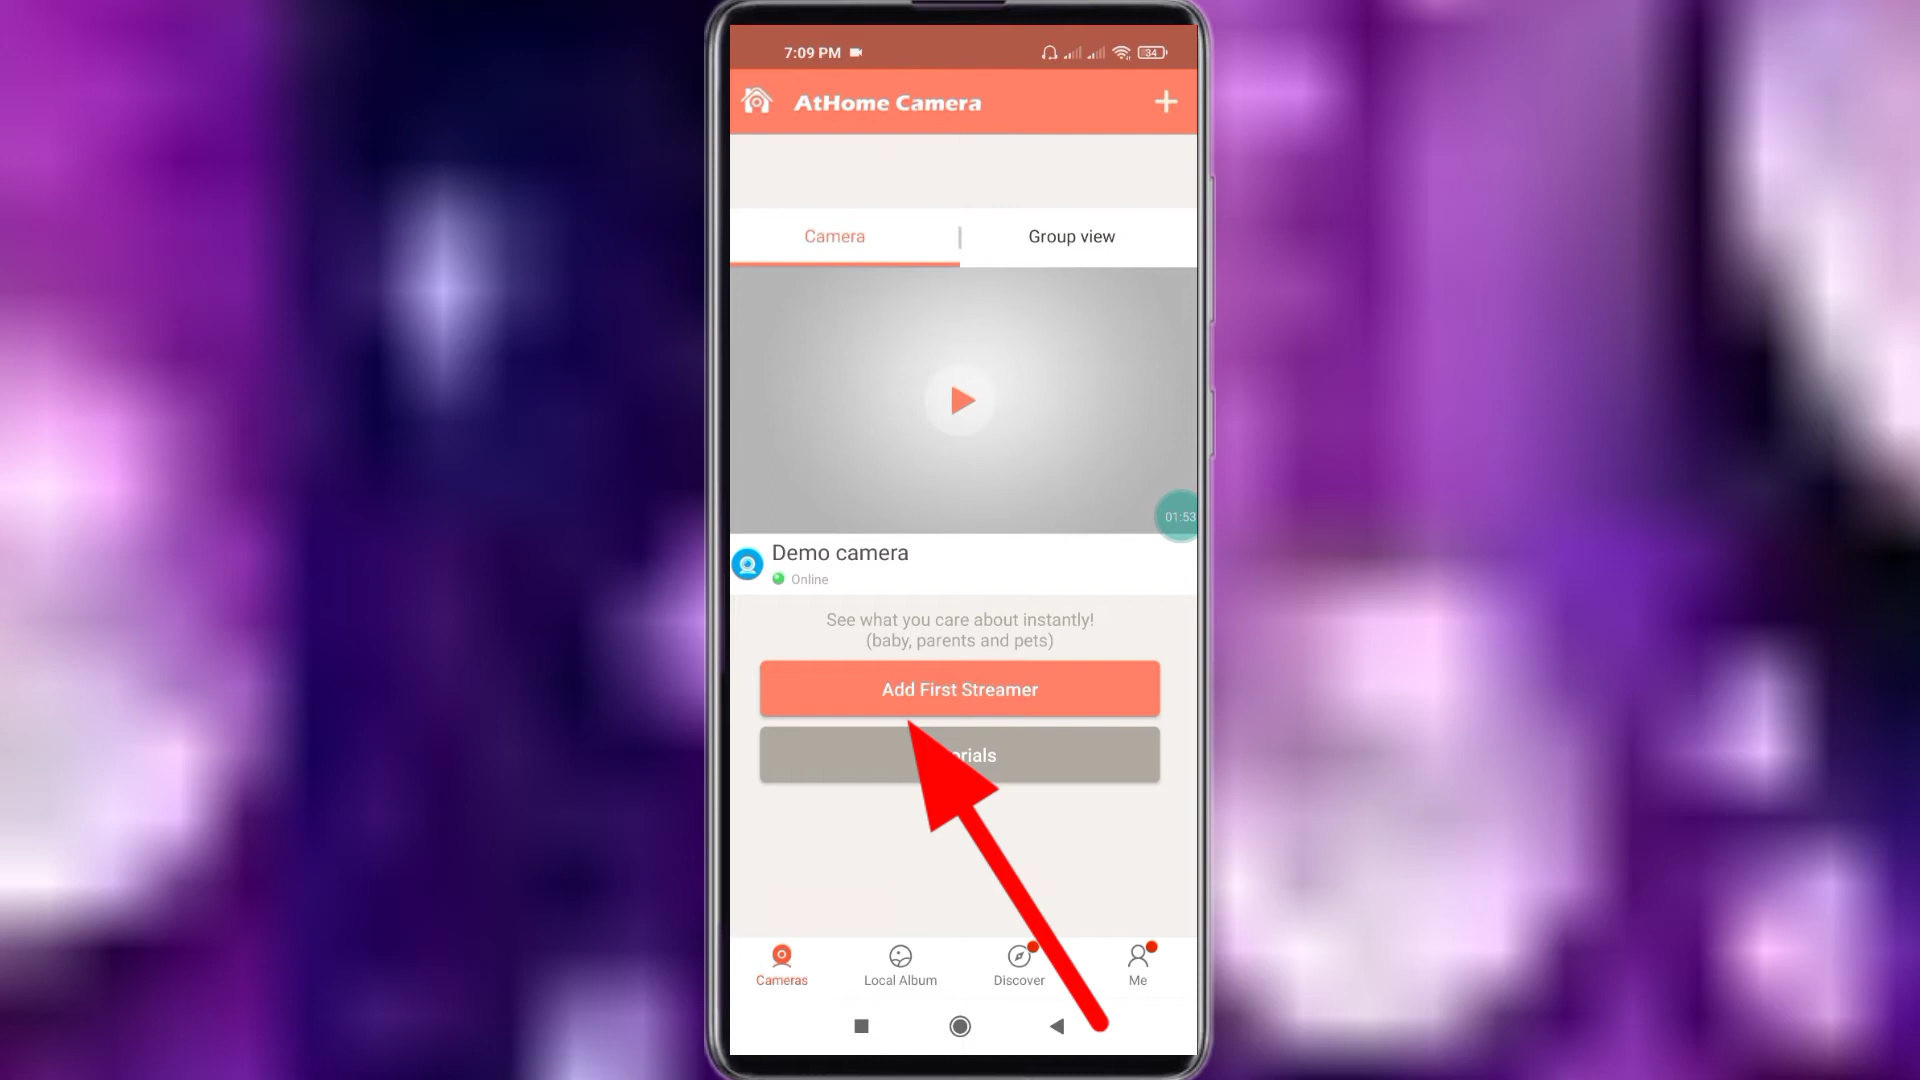 7:09 PM
34
AtHome Camera
Camera
Group view
01:53
Demo camera
Online
See what you care about instantly!
(baby, parents and pets)
Add First Streamer
Cameras
Local Album
Discover
Me